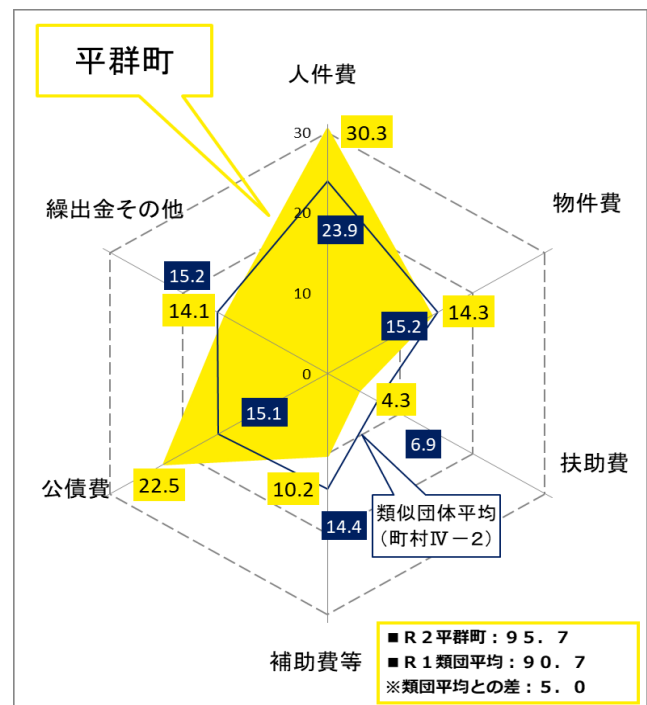 平群町
人件費
30
30.3
物件費
繰出金その他
20
23.9
15.2
10
14.1
15.2
14.3
0
4.3
15.1
6.9
扶助費
公債費
22.5
10.2
類似団体平均
（町村Ⅳ－２）
14.4
補助費等
■Ｒ２平群町：９５．７
■Ｒ１類団平均：９０．７
※類団平均との差：５．０